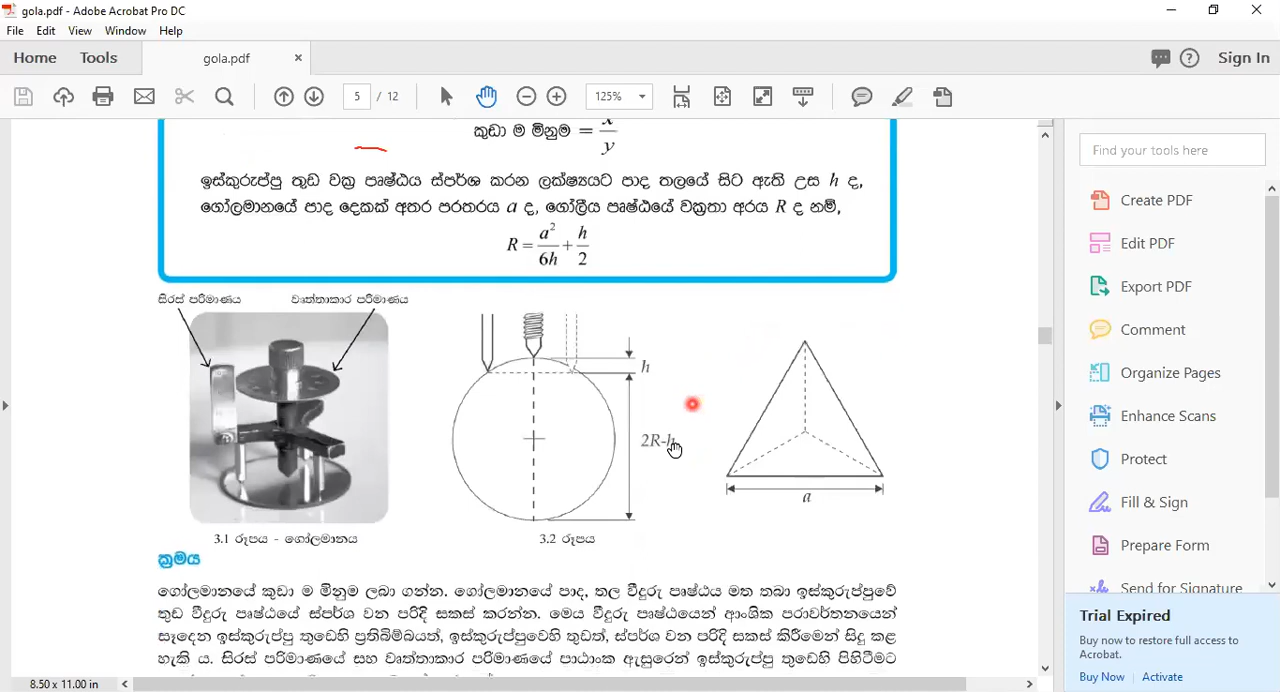 gola.pdf - Adobe Acrobat Pro DC
File Edit View Window Help
Home Tools gola.pdf × Sign In
5 / 12 125%
Find your tools here
කුඩා ම මිනුම = x/y
ඉස්කුරුප්පු තුඩ වක්‍ර පෘෂ්ඨය ස්පර්ශ කරන ලක්ෂ්‍යයට පාද තලයේ සිට ඇති උස h ද,
ගෝලමානයේ පාද දෙකක් අතර පරතරය a ද, ගෝලීය පෘෂ්ඨයේ වක්‍රතා අරය R ද නම්,
R = a²/6h + h/2
සිරස් පරිමාණය වෘත්තාකාර පරිමාණය
h
2R-h
a
3.1 රූපය - ගෝලමානය 3.2 රූපය
ක්‍රමය
ගෝලමානයේ කුඩා ම මිනුම ලබා ගන්න. ගෝලමානයේ පාද, තල වීදුරු පෘෂ්ඨය මත තබා ඉස්කුරුප්පුවේ
තුඩ වීදුරු පෘෂ්ඨයේ ස්පර්ශ වන පරිදි සකස් කරන්න. මෙය වීදුරු පෘෂ්ඨයෙන් ආංශික පරාවර්තනයෙන්
සෑදෙන ඉස්කුරුප්පු තුඩෙහි ප්‍රතිබිම්බයත්, ඉස්කුරුප්පුවෙහි තුඩත්, ස්පර්ශ වන පරිදි සකස් කිරීමෙන් සිදු කළ
හැකි ය. සිරස් පරිමාණයේ සහ වෘත්තාකාර පරිමාණයේ පාඨාංක ඇසුරෙන් ඉස්කුරුප්පු තුඩෙහි පිහිටීමට
Create PDF
Edit PDF
Export PDF
Comment
Organize Pages
Enhance Scans
Protect
Fill & Sign
Prepare Form
Send for Signature
Trial Expired
Buy now to restore full access to
Acrobat.
Buy Now Activate
8.50 x 11.00 in